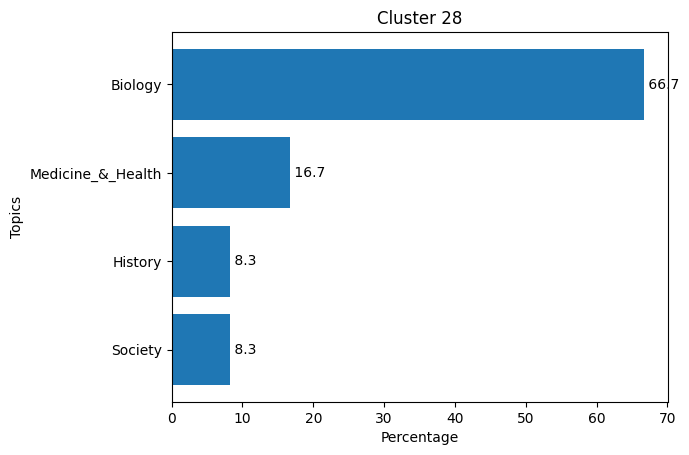 Cluster 28
Topics
Biology 66.7
Medicine_&_Health 16.7
History 8.3
Society 8.3
0 10 20 30 40 50 60 70
Percentage